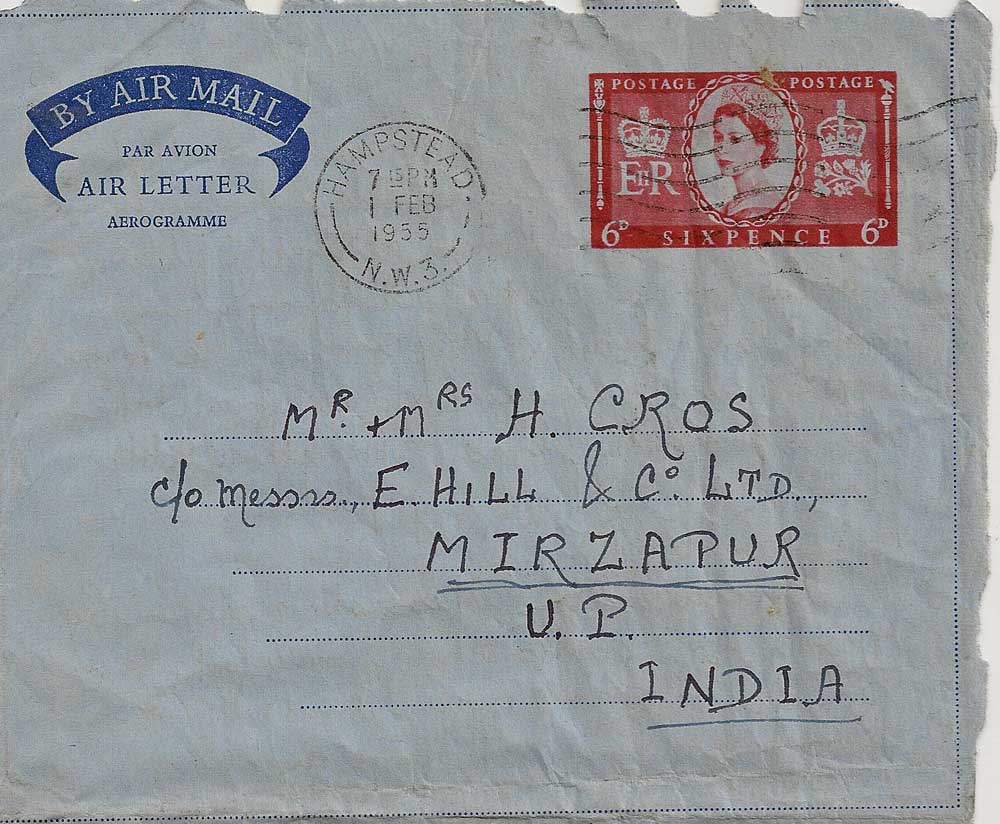 BY AIR MAIL
PAR AVION
AIR LETTER
AEROGRAMME
HAMPSTEAD.
7 15 PM
1 FEB
1955
N.W.3.
POSTAGE POSTAGE
E II R
6D SIXPENCE 6D
MR. + MRS H. CROS
c/o Messrs., E. HILL & Co. LTD.,
MIRZAPUR
U. P.
INDIA